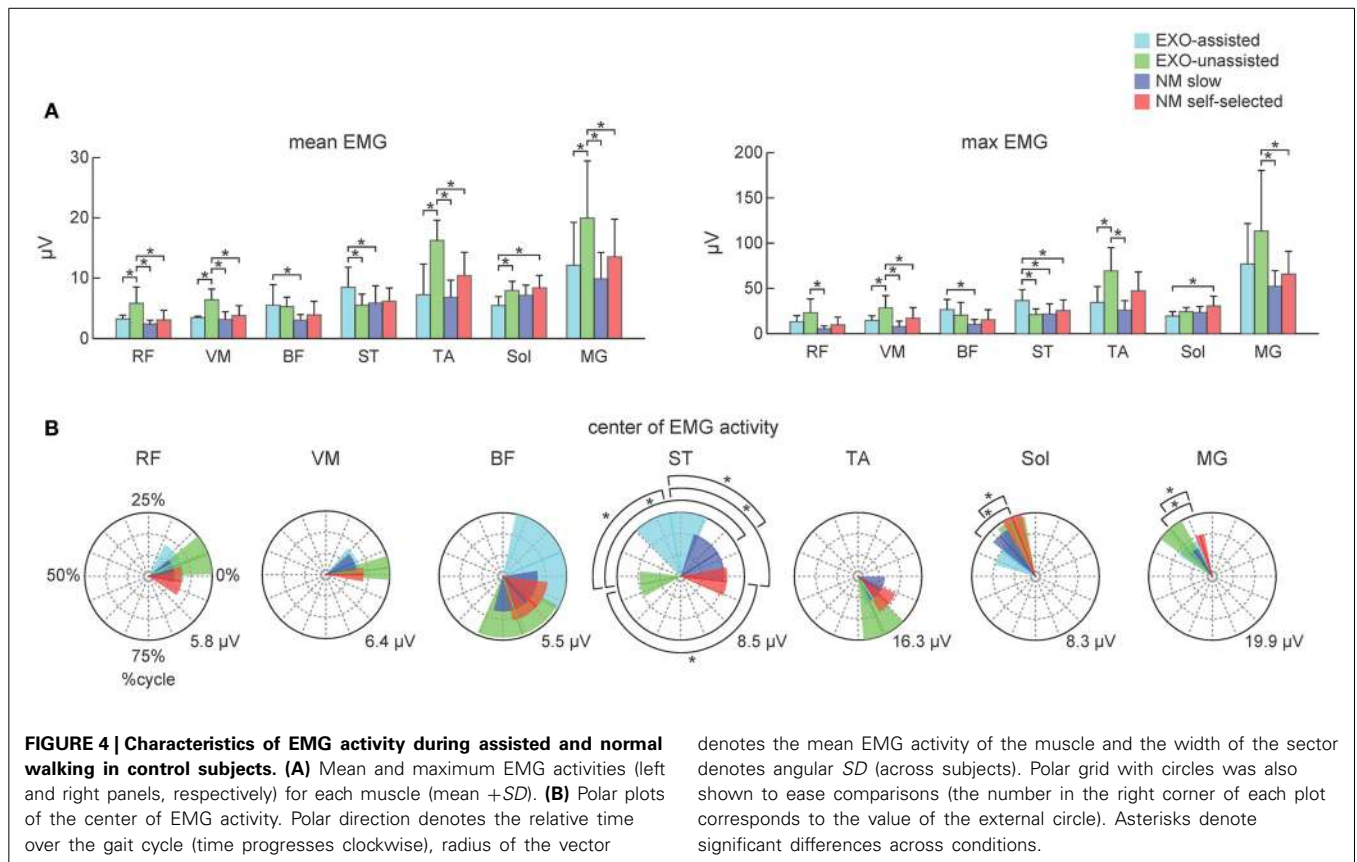 EXO-assisted
EXO-unassisted
NM slow
NM self-selected
A
mean EMG
max EMG
µV
30
20
10
0
* * * * * * * * * * * * * * * * *
RF VM BF ST TA Sol MG
µV
200
150
100
50
0
* * * * * * * * * * * * * *
RF VM BF ST TA Sol MG
B
center of EMG activity
RF VM BF ST TA Sol MG
25%
50%
0%
75%
%cycle
5.8 µV
6.4 µV
5.5 µV
* * * * *
8.5 µV
16.3 µV
* *
8.3 µV
* *
19.9 µV
FIGURE 4 | Characteristics of EMG activity during assisted and normal
walking in control subjects. (A) Mean and maximum EMG activities (left
and right panels, respectively) for each muscle (mean +SD). (B) Polar plots
of the center of EMG activity. Polar direction denotes the relative time
over the gait cycle (time progresses clockwise), radius of the vector
denotes the mean EMG activity of the muscle and the width of the sector
denotes angular SD (across subjects). Polar grid with circles was also
shown to ease comparisons (the number in the right corner of each plot
corresponds to the value of the external circle). Asterisks denote
significant differences across conditions.